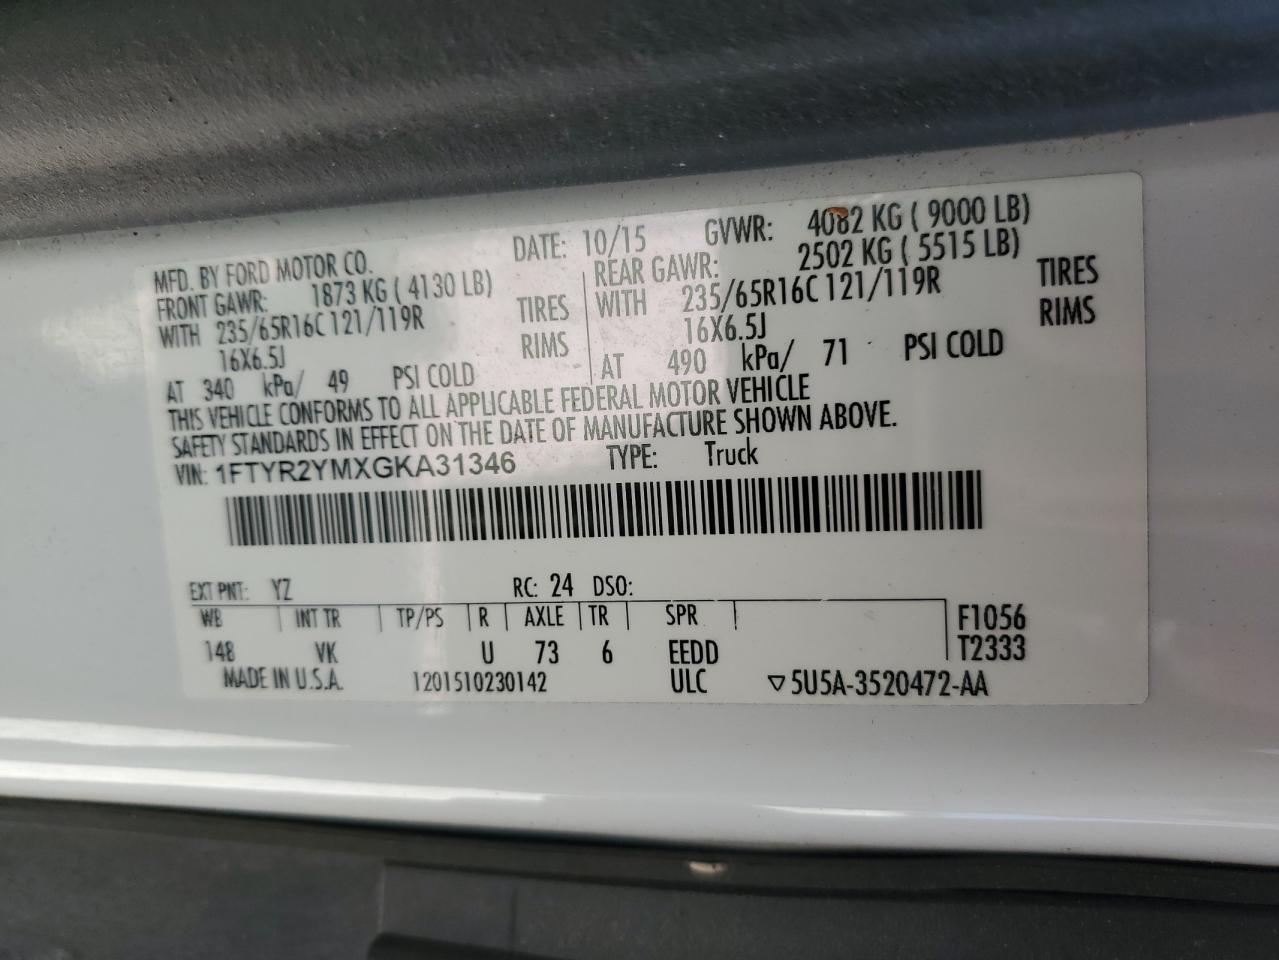 MFD. BY FORD MOTOR CO. DATE: 10/15 GVWR: 4082 KG ( 9000 LB)
FRONT GAWR: 1873 KG ( 4130 LB) REAR GAWR: 2502 KG ( 5515 LB)
WITH 235/65R16C 121/119R TIRES WITH 235/65R16C 121/119R TIRES
16X6.5J RIMS 16X6.5J RIMS
AT 340 kPa/ 49 PSI COLD AT 490 kPa/ 71 PSI COLD
THIS VEHICLE CONFORMS TO ALL APPLICABLE FEDERAL MOTOR VEHICLE
SAFETY STANDARDS IN EFFECT ON THE DATE OF MANUFACTURE SHOWN ABOVE.
VIN: 1FTYR2YMXGKA31346 TYPE: Truck
EXT PNT: YZ RC: 24 DSO:
WB INT TR TP/PS R AXLE TR SPR F1056
148 VK U 73 6 EEDD T2333
MADE IN U.S.A. 1201510230142 ULC ▽5U5A-3520472-AA